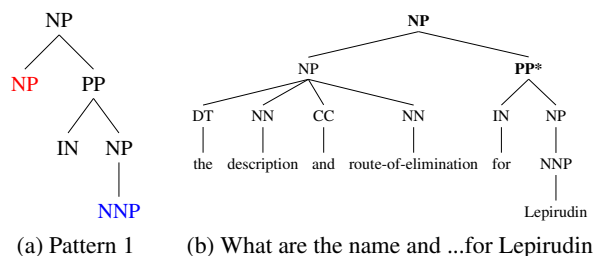 NP NP
NP PP NP PP*
IN NP DT NN CC NN IN NP
the description and route-of-elimination for NNP
NNP Lepirudin
(a) Pattern 1 (b) What are the name and ...for Lepirudin